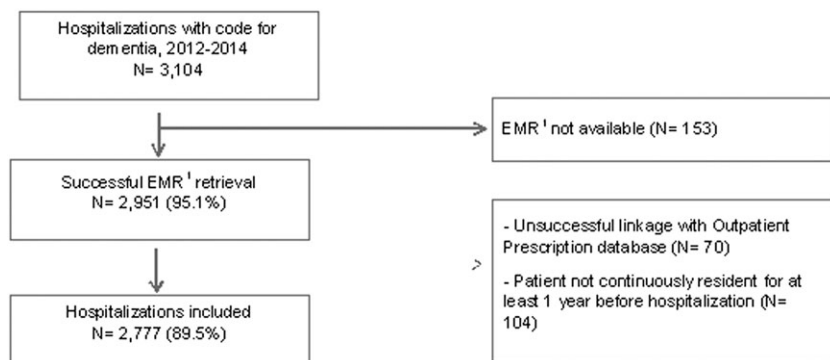 Hospitalizations with code for
dementia, 2012-2014
N= 3,104
EMR¹ not available (N= 153)
Successful EMR¹ retrieval
N= 2,951 (95.1%)
- Unsuccessful linkage with Outpatient
Prescription database (N= 70)
- Patient not continuously resident for at
least 1 year before hospitalization (N=
104)
Hospitalizations included
N= 2,777 (89.5%)